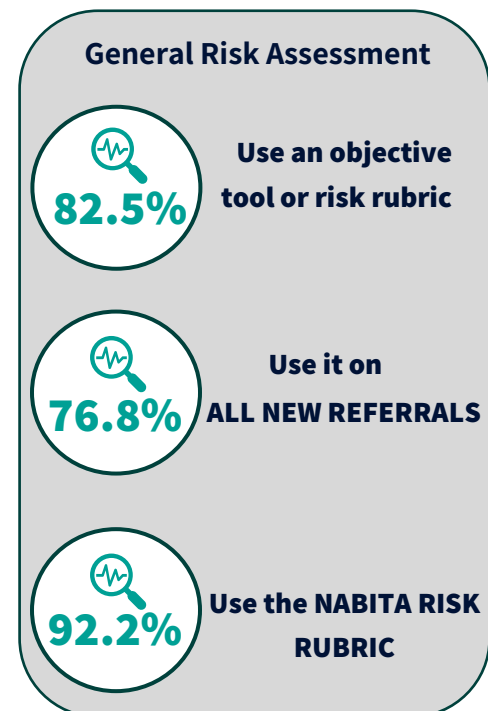 General Risk Assessment
82.5%
Use an objective
tool or risk rubric
76.8%
Use it on
ALL NEW REFERRALS
92.2%
Use the NABITA RISK
RUBRIC